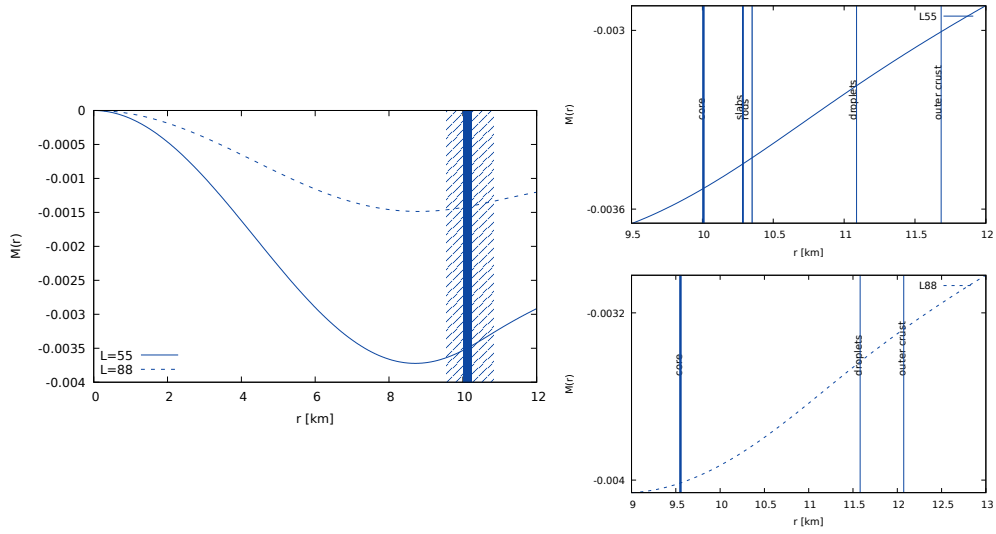 0
-0.0005
-0.001
-0.0015
-0.002
-0.0025
-0.003
-0.0035
-0.004
M(r)
L=55
L=88
0 2 4 6 8 10 12
r [km]
-0.003
-0.0036
M(r)
L55
core
slabs
rods
droplets
outer crust
9.5 10 10.5 11 11.5 12
r [km]
-0.0032
-0.004
M(r)
L88
core
droplets
outer crust
9 9.5 10 10.5 11 11.5 12 12.5 13
r [km]